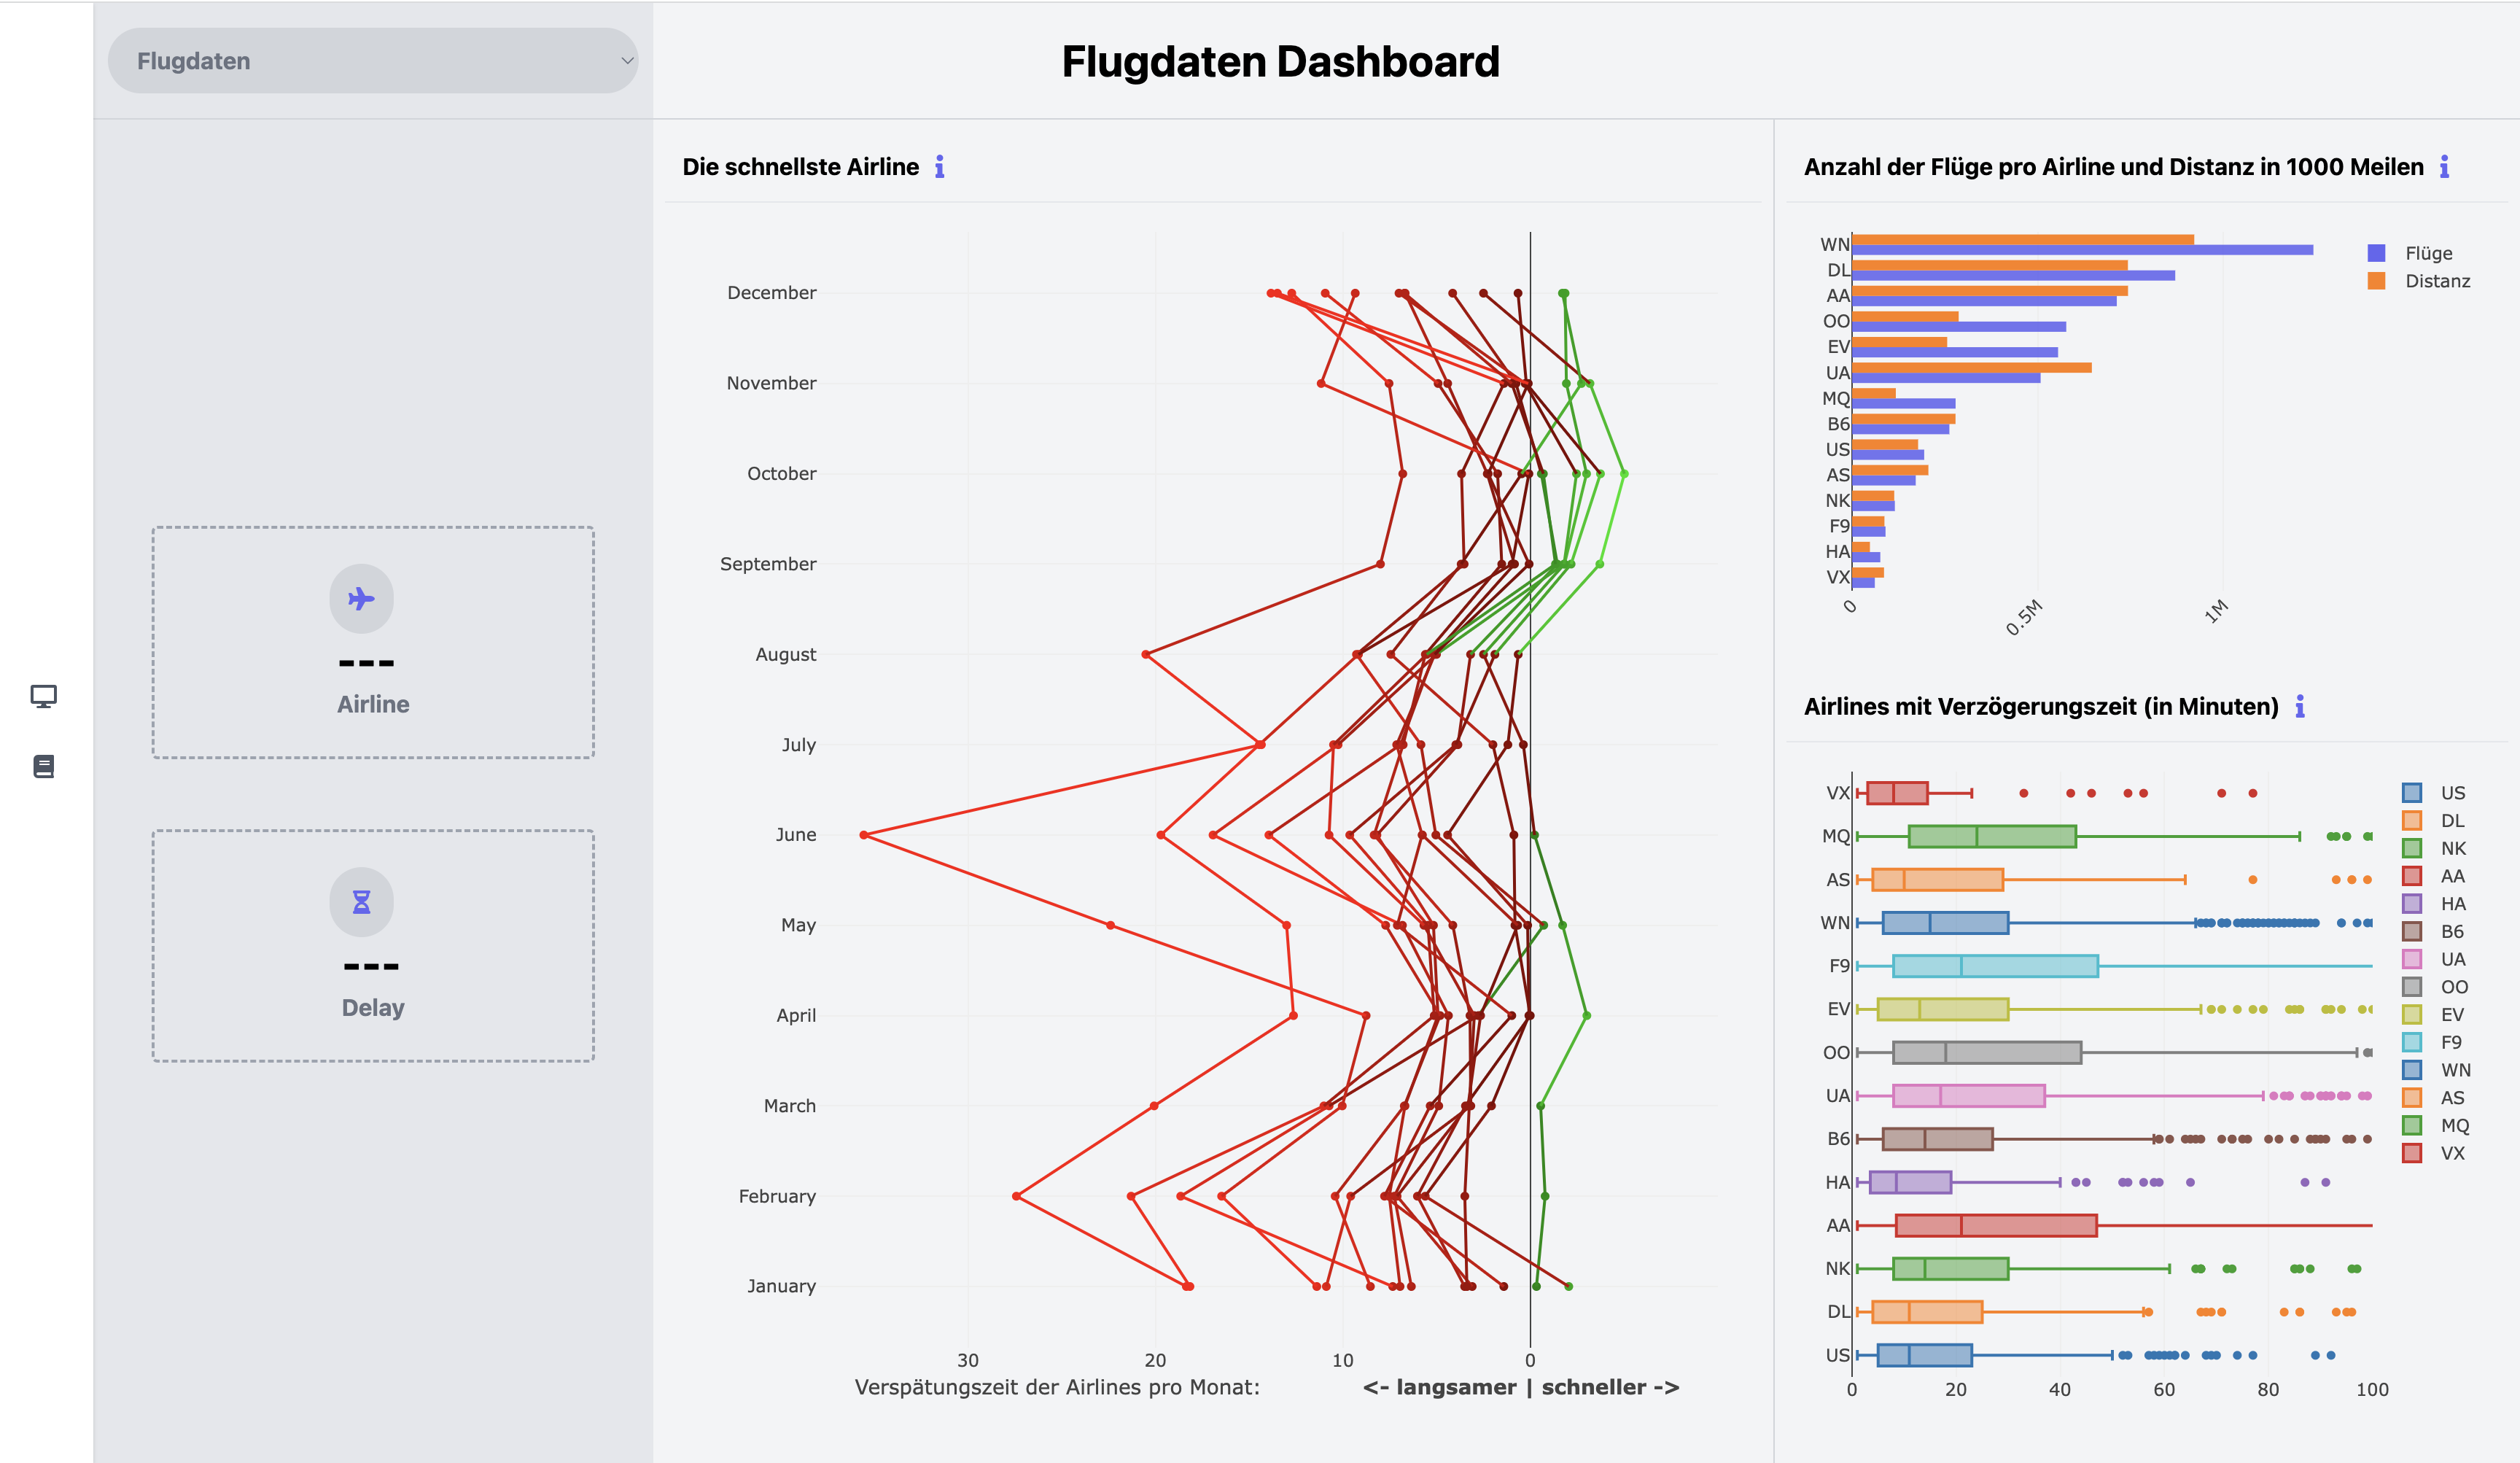 Flugdaten
Flugdaten Dashboard
---
Airline
---
Delay
Die schnellste Airline
December
November
October
September
August
July
June
May
April
March
February
January
30 20 10 0
Verspätungszeit der Airlines pro Monat: <- langsamer | schneller ->
Anzahl der Flüge pro Airline und Distanz in 1000 Meilen
WN
DL
AA
OO
EV
UA
MQ
B6
US
AS
NK
F9
HA
VX
0 0.5M 1M
Flüge
Distanz
Airlines mit Verzögerungszeit (in Minuten)
VX
MQ
AS
WN
F9
EV
OO
UA
B6
HA
AA
NK
DL
US
0 20 40 60 80 100
US
DL
NK
AA
HA
B6
UA
OO
EV
F9
WN
AS
MQ
VX